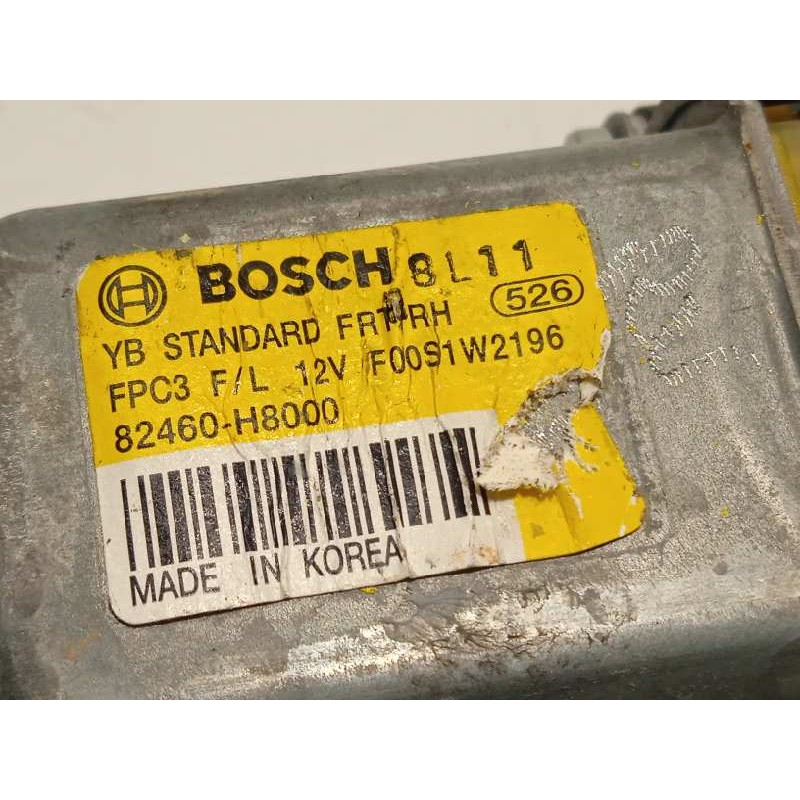 BOSCH 8L11
YB STANDARD FRT RH 526
FPC3 F/L 12V F00S1W2196
82460-H8000
MADE IN KOREA